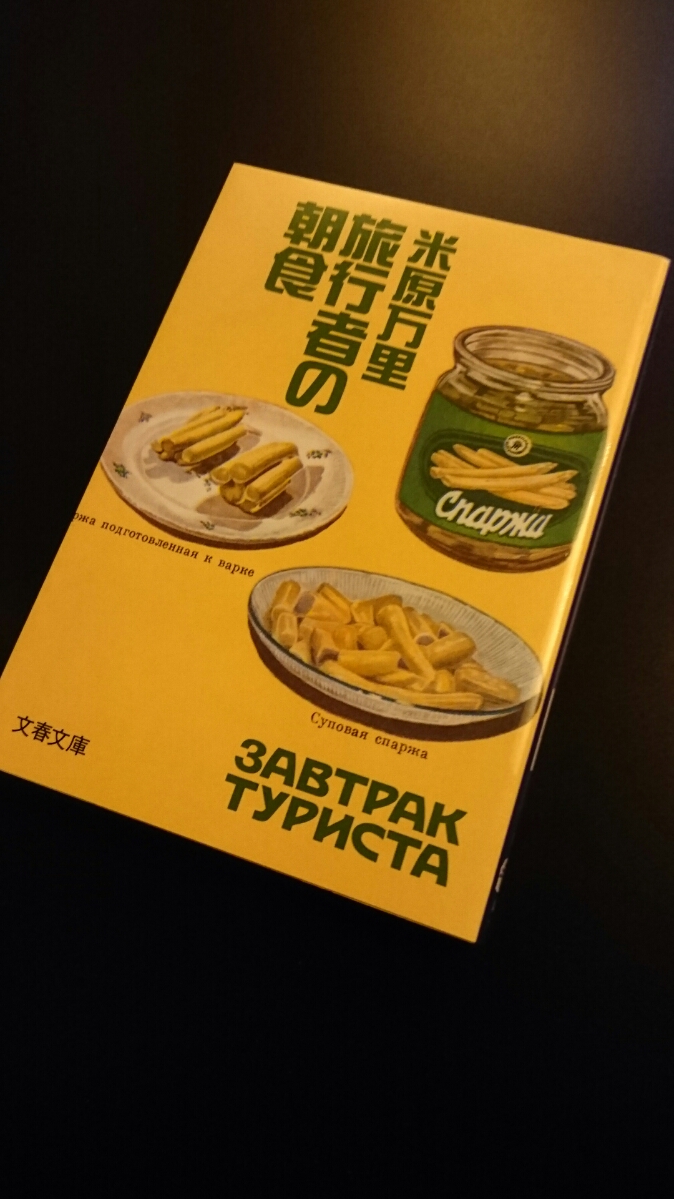 米原万里
旅行者の
朝食
Спаржа
ржа подготовленная к варке
Суповая спаржа
文春文庫
ЗАВТРАК
ТУРИСТА